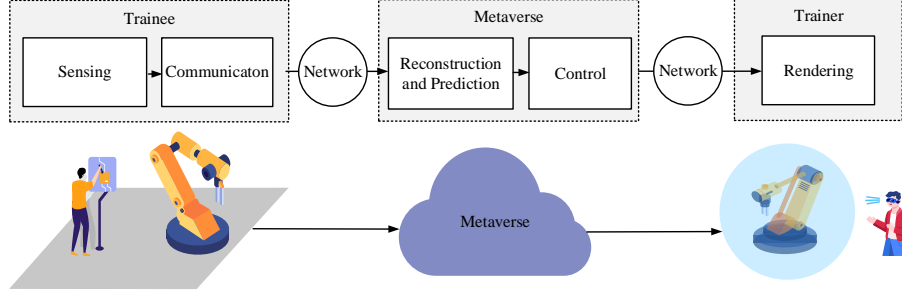 Trainee
Metaverse
Trainer
Sensing
Communicaton
Network
Reconstruction
and Prediction
Control
Network
Rendering
Metaverse